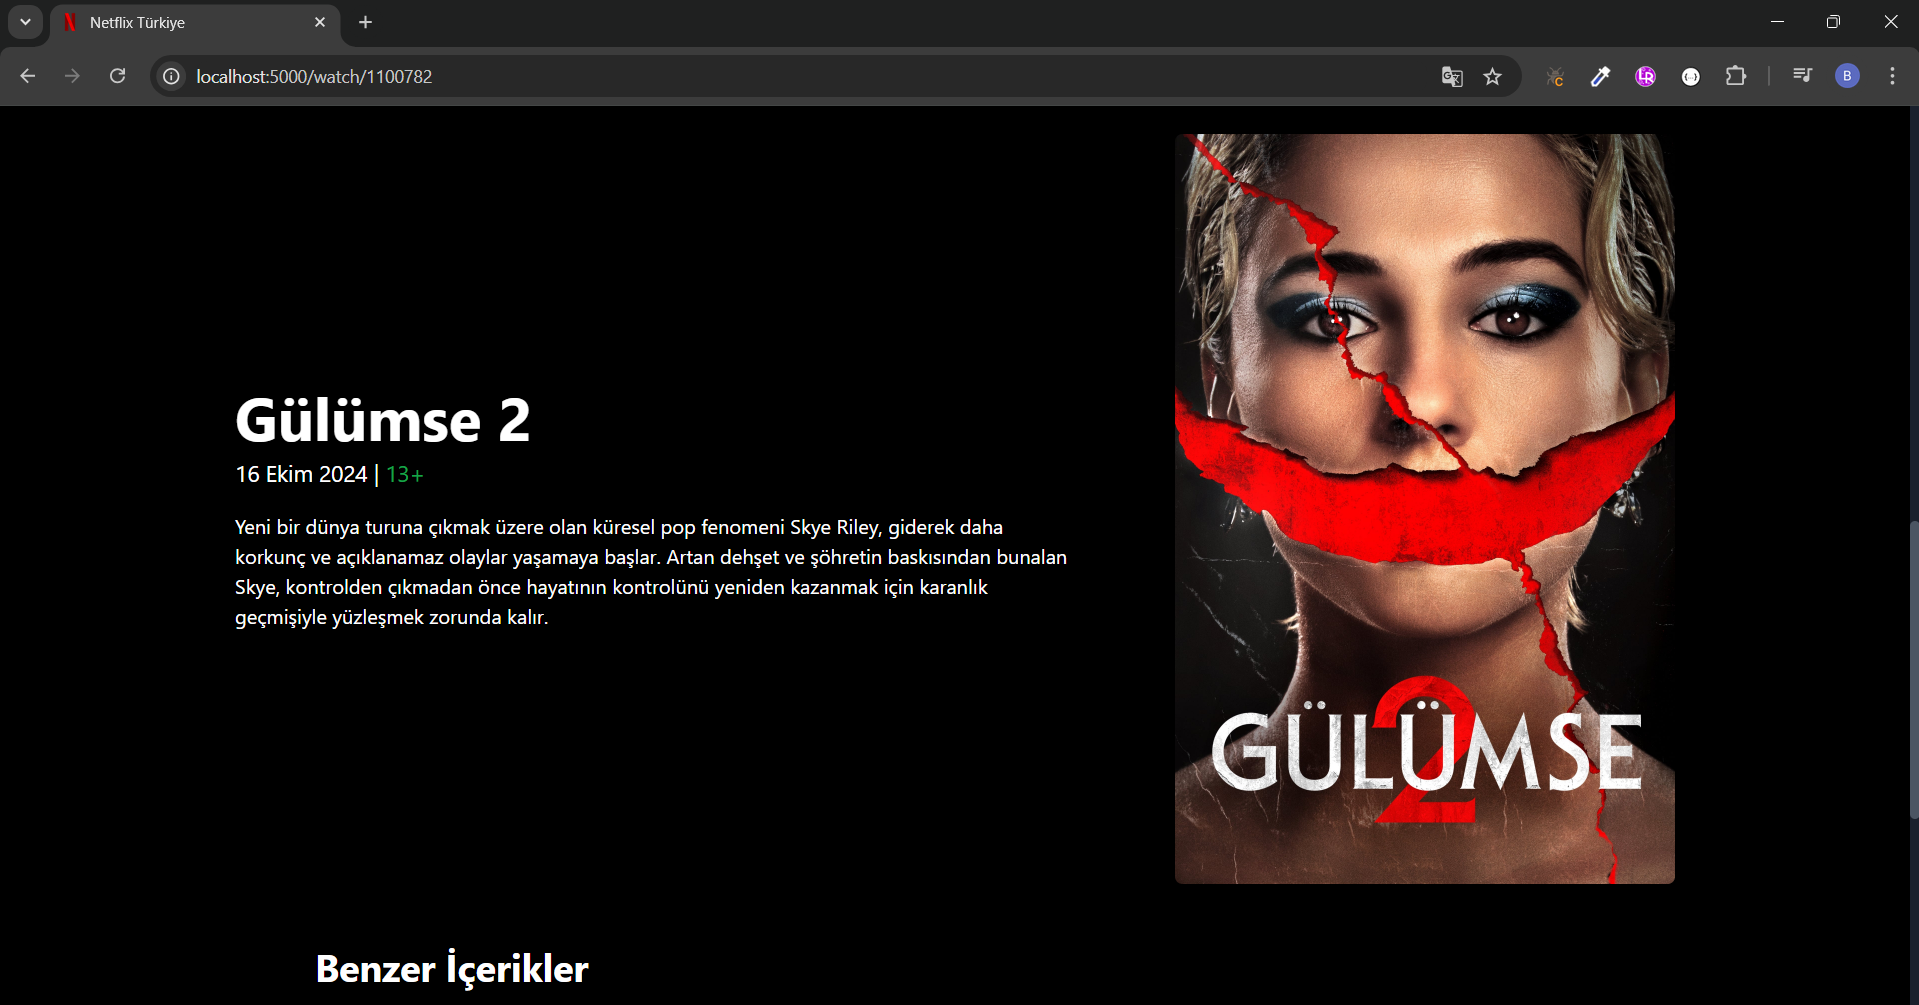 Netflix Türkiye
localhost:5000/watch/1100782
B
Gülümse 2
16 Ekim 2024 | 13+
Yeni bir dünya turuna çıkmak üzere olan küresel pop fenomeni Skye Riley, giderek daha
korkunç ve açıklanamaz olaylar yaşamaya başlar. Artan dehşet ve şöhretin baskısından bunalan
Skye, kontrolden çıkmadan önce hayatının kontrolünü yeniden kazanmak için karanlık
geçmişiyle yüzleşmek zorunda kalır.
GÜLÜMSE
2
Benzer İçerikler